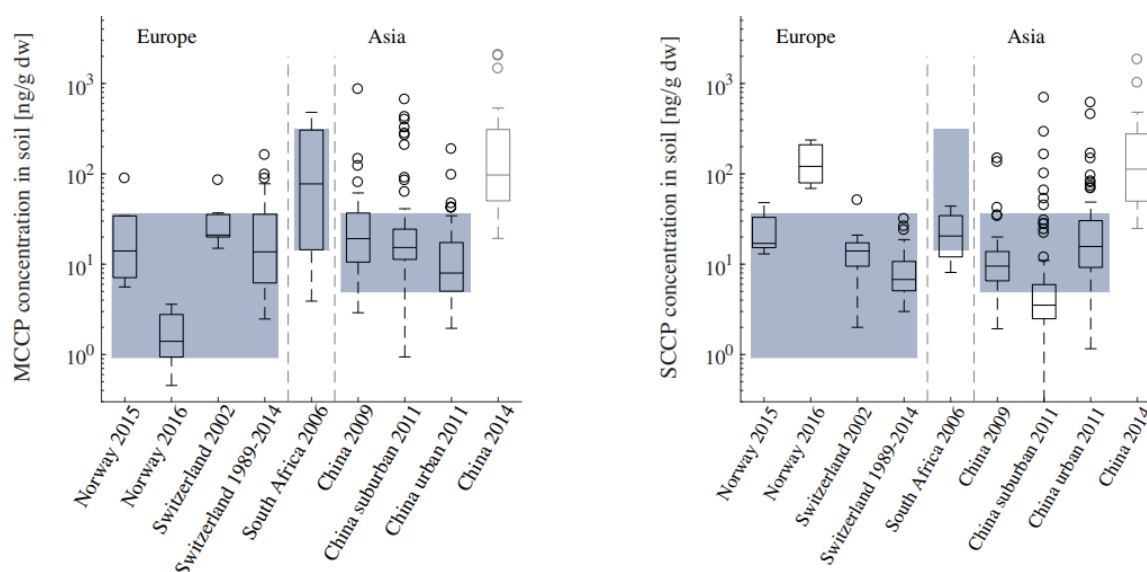 Europe
Asia
MCCP concentration in soil [ng/g dw]
10³
10²
10¹
10⁰
Norway 2015
Norway 2016
Switzerland 2002
Switzerland 1989-2014
South Africa 2006
China 2009
China suburban 2011
China urban 2011
China 2014
Europe
Asia
SCCP concentration in soil [ng/g dw]
10³
10²
10¹
10⁰
Norway 2015
Norway 2016
Switzerland 2002
Switzerland 1989-2014
South Africa 2006
China 2009
China suburban 2011
China urban 2011
China 2014